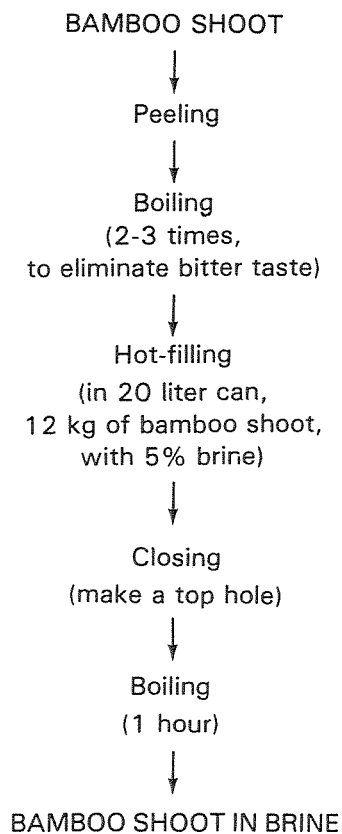 BAMBOO SHOOT
Peeling
Boiling
(2-3 times,
to eliminate bitter taste)
Hot-filling
(in 20 liter can,
12 kg of bamboo shoot,
with 5% brine)
Closing
(make a top hole)
Boiling
(1 hour)
BAMBOO SHOOT IN BRINE